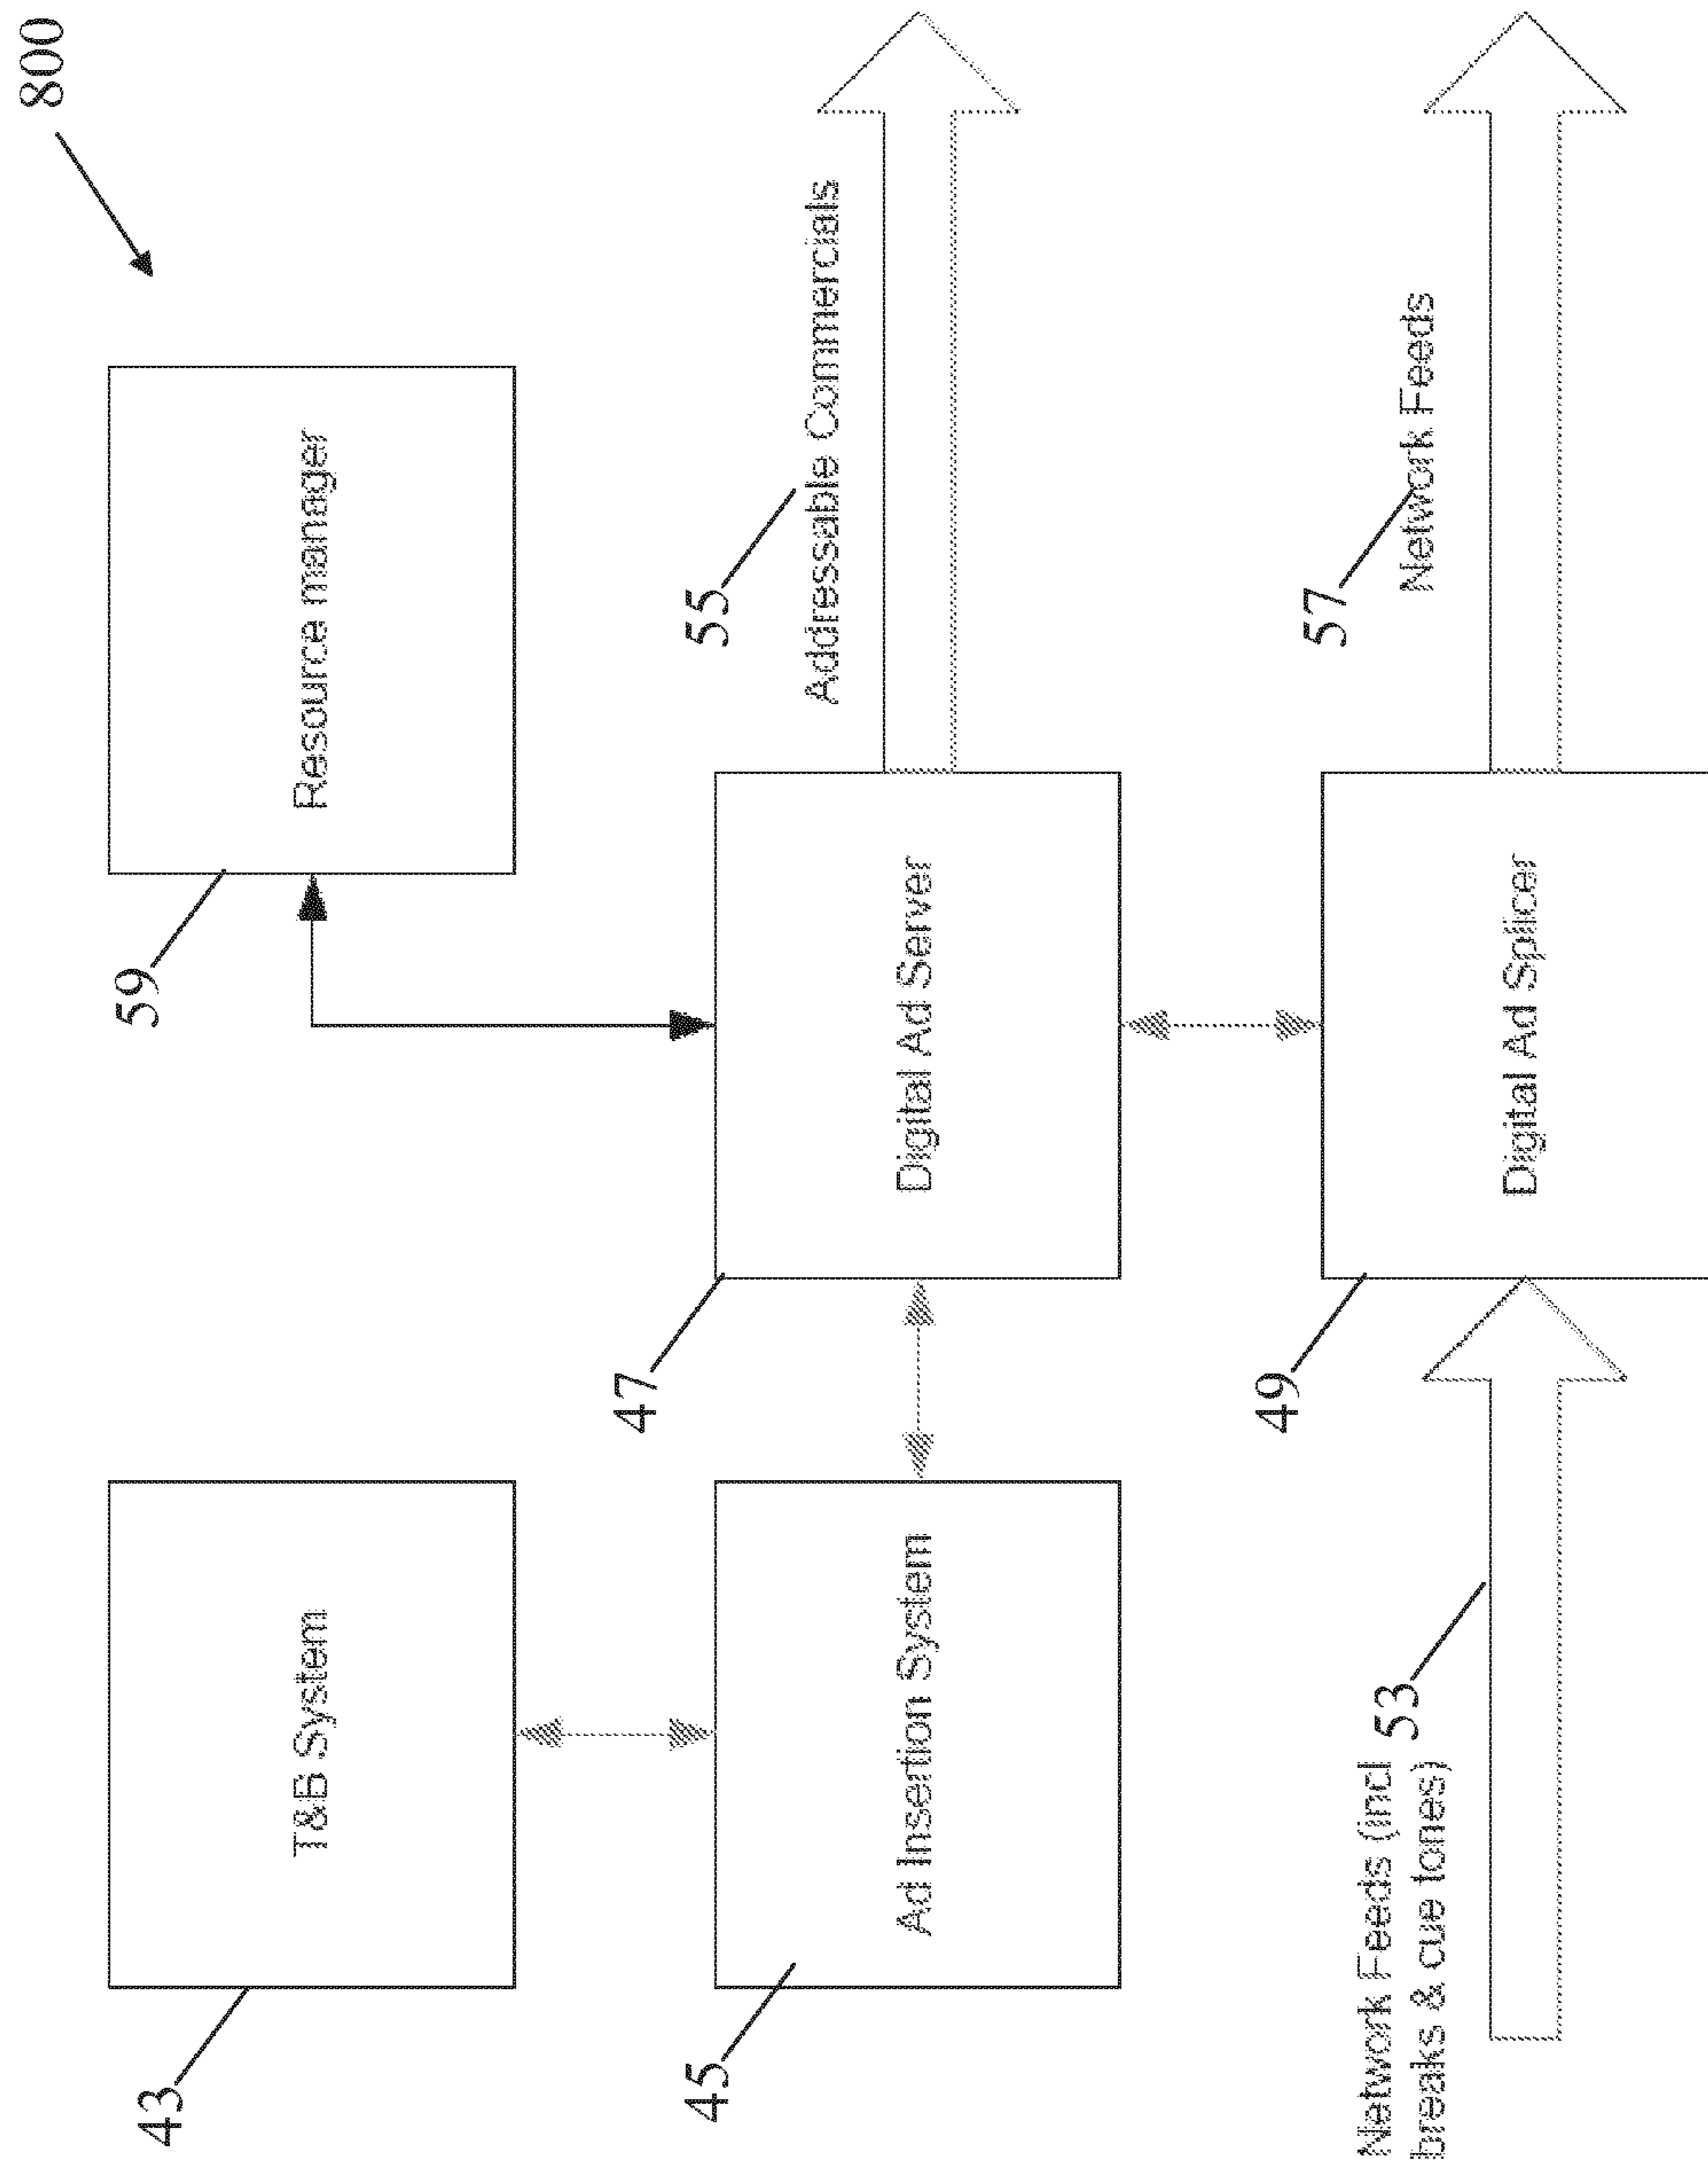 800
43
T&B System
59
Resource manager
45
Ad Insertion System
47
Digital Ad Server
55
Addressable Commercials
Network Feeds (incl
breaks & cue tones)
53
49
Digital Ad Splicer
57
Network Feeds